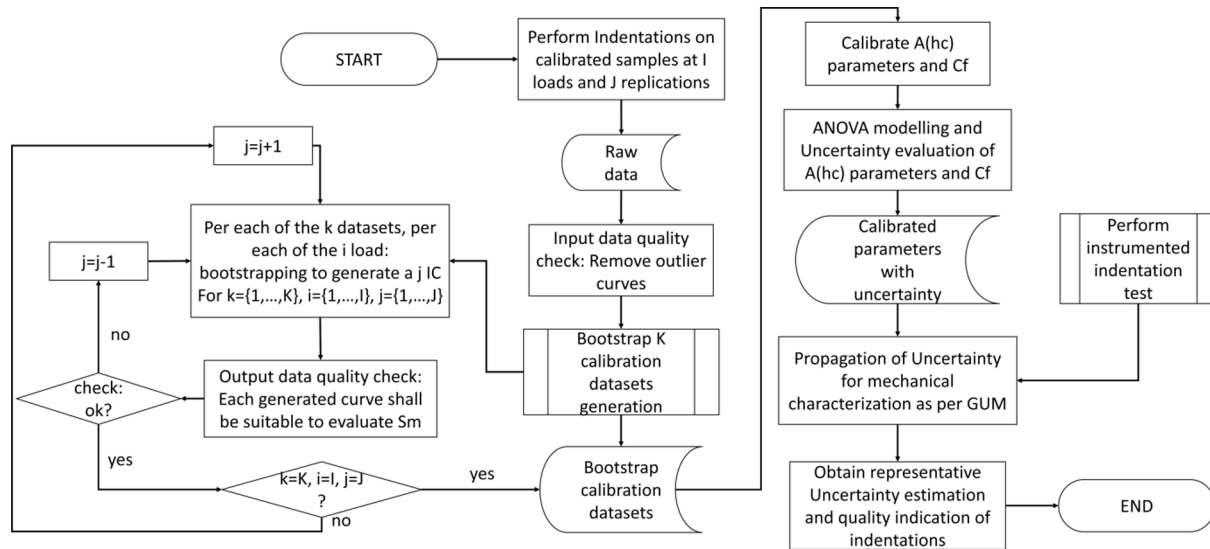 START
Perform Indentations on
calibrated samples at I
loads and J replications
Raw
data
Input data quality
check: Remove outlier
curves
Bootstrap K
calibration
datasets
generation
j=j+1
Per each of the k datasets, per
each of the i load:
bootstrapping to generate a j IC
For k={1,...,K}, i={1,...,I}, j={1,...,J}
j=j-1
no
Output data quality check:
Each generated curve shall
be suitable to evaluate Sm
check:
ok?
yes
k=K, i=I, j=J
?
no
yes
Bootstrap
calibration
datasets
Calibrate A(hc)
parameters and Cf
ANOVA modelling and
Uncertainty evaluation of
A(hc) parameters and Cf
Calibrated
parameters
with
uncertainty
Perform
instrumented
indentation
test
Propagation of Uncertainty
for mechanical
characterization as per GUM
Obtain representative
Uncertainty estimation
and quality indication of
indentations
END